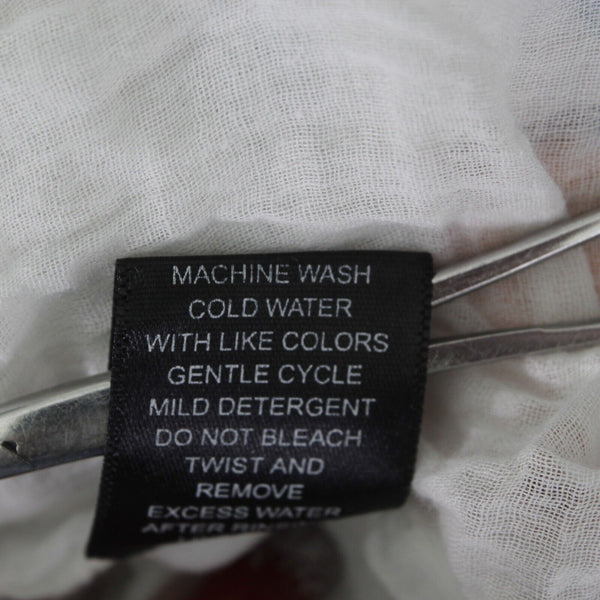 MACHINE WASH
COLD WATER
WITH LIKE COLORS
GENTLE CYCLE
MILD DETERGENT
DO NOT BLEACH
TWIST AND
REMOVE
EXCESS WATER
AFTER